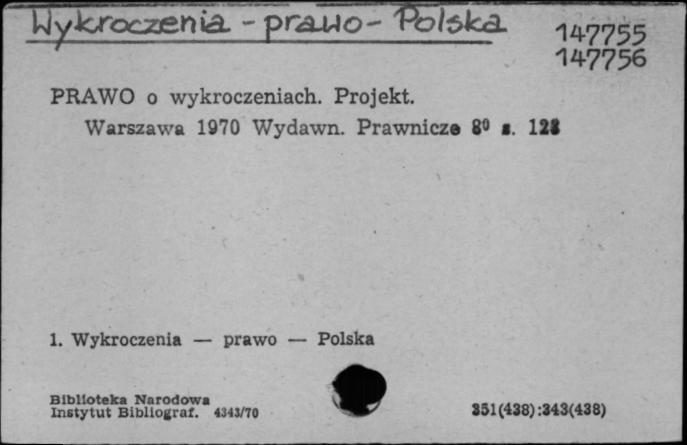 Wykroczenia - prawo - Polska
147755
147756
PRAWO o wykroczeniach. Projekt.
Warszawa 1970 Wydawn. Prawnicze 8⁰ s. 128
1. Wykroczenia — prawo — Polska
Biblioteka Narodowa
Instytut Bibliograf. 4343/70
351(438):343(438)